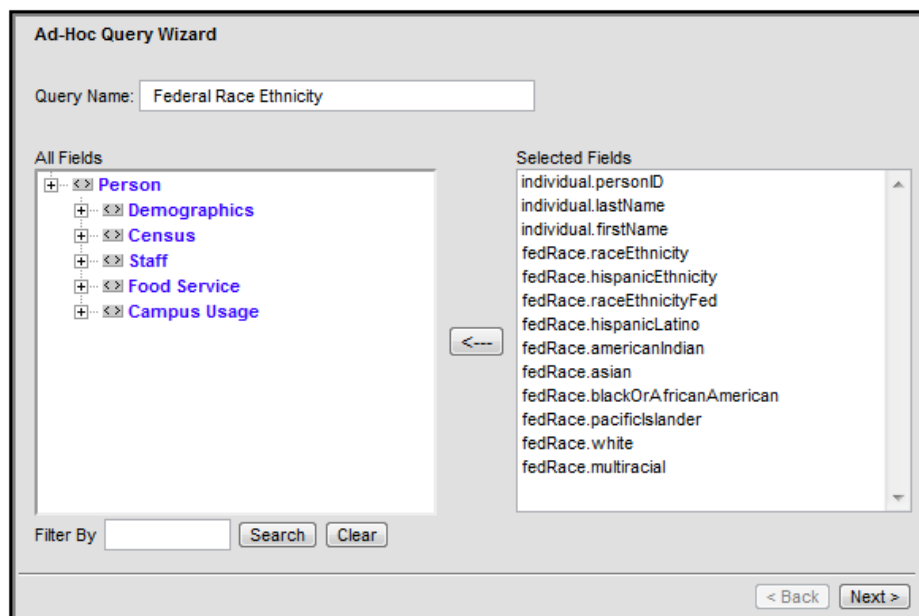 Ad-Hoc Query Wizard
Query Name: Federal Race Ethnicity
All Fields
Person
Demographics
Census
Staff
Food Service
Campus Usage
<---
Selected Fields
individual.personID
individual.lastName
individual.firstName
fedRace.raceEthnicity
fedRace.hispanicEthnicity
fedRace.raceEthnicityFed
fedRace.hispanicLatino
fedRace.americanIndian
fedRace.asian
fedRace.blackOrAfricanAmerican
fedRace.pacificIslander
fedRace.white
fedRace.multiracial
Filter By Search Clear
< Back Next >